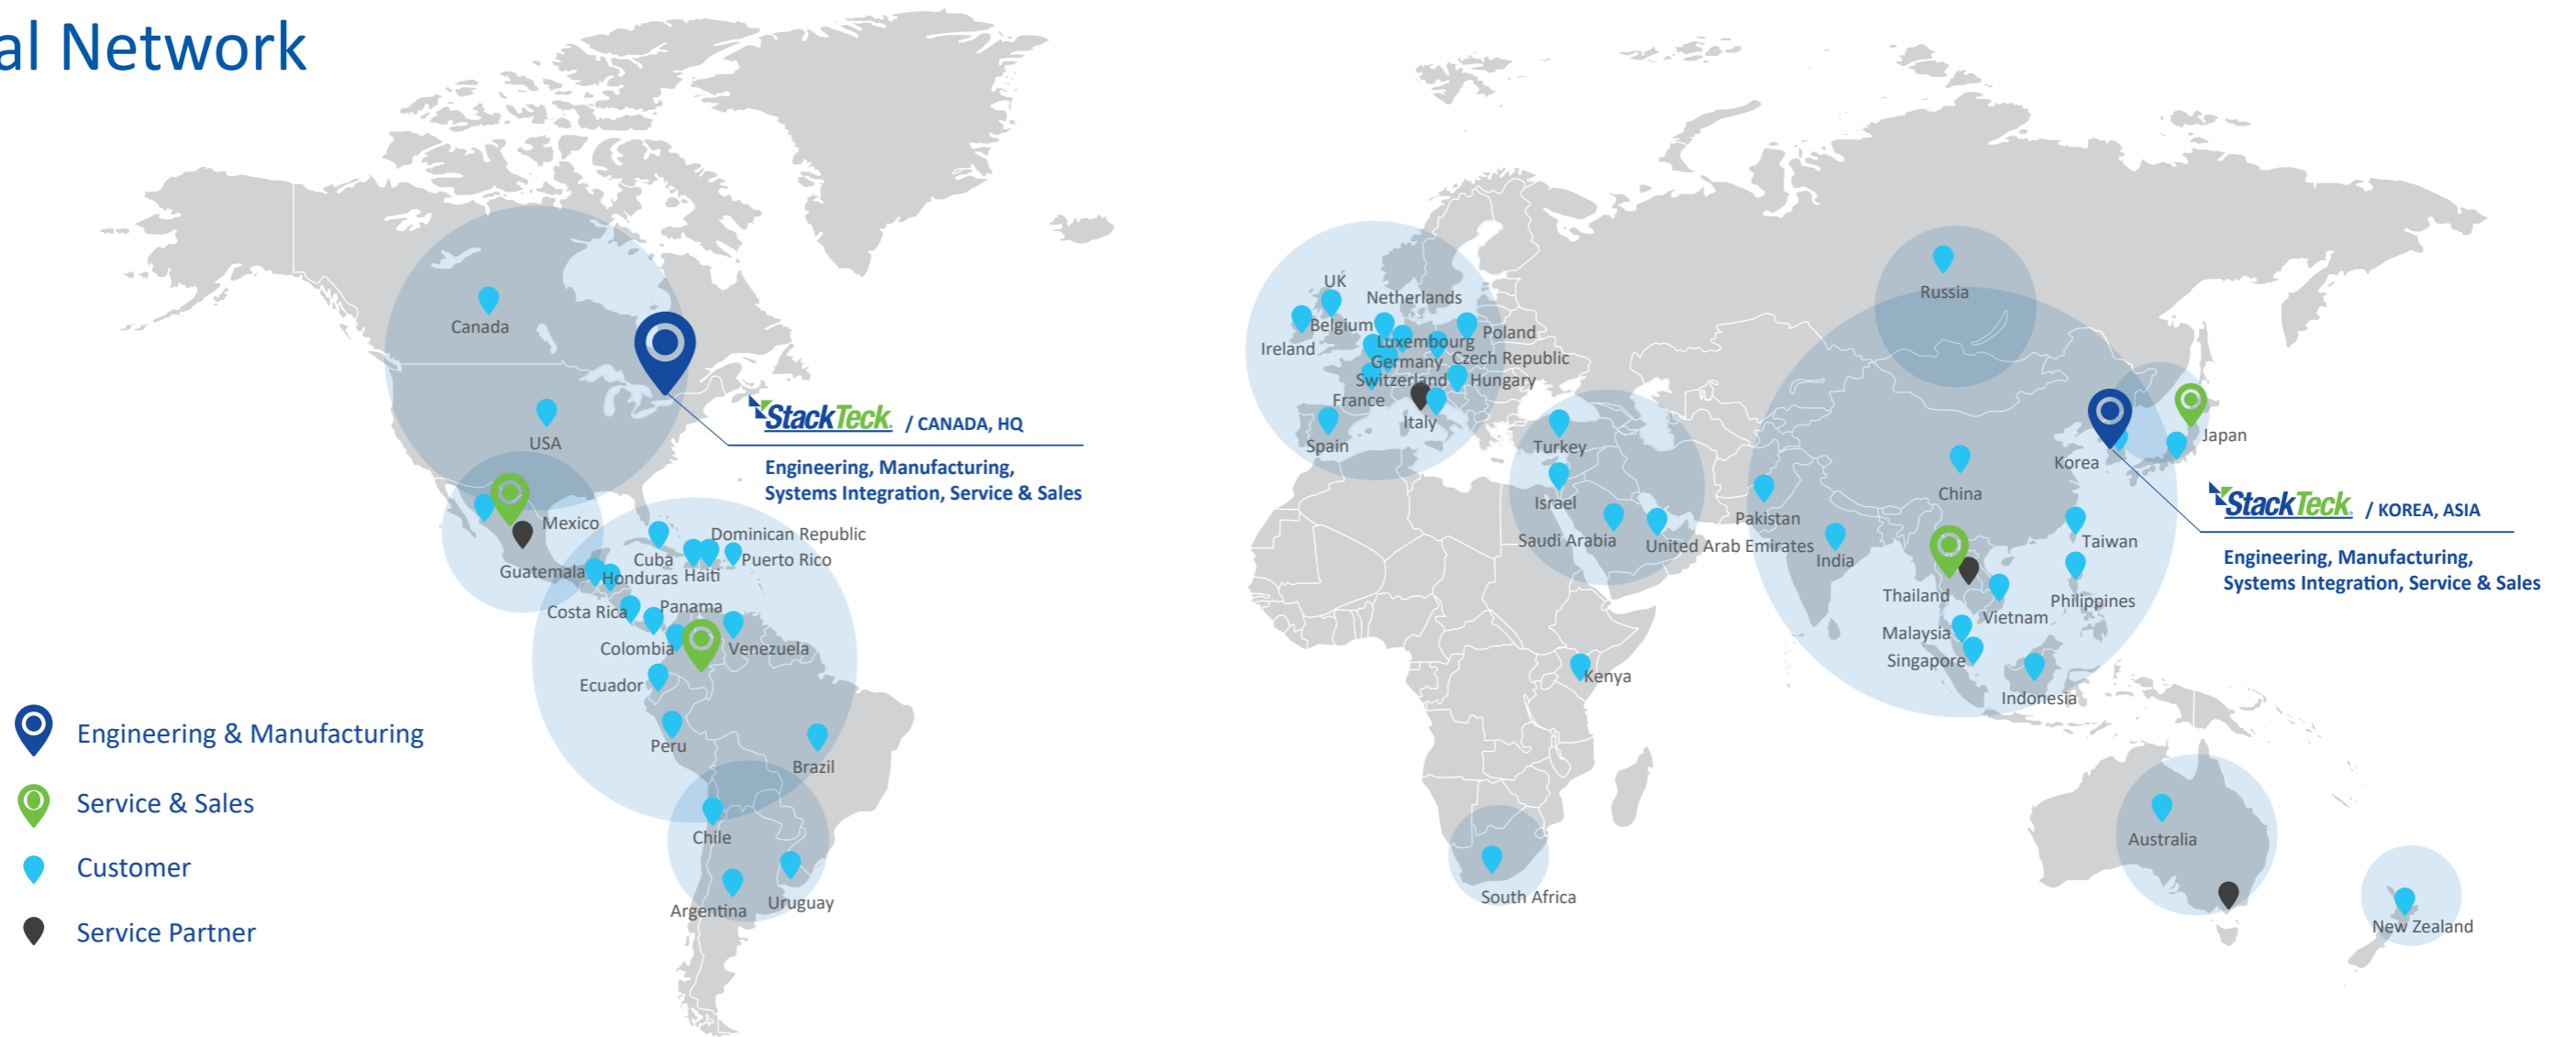 al Network
UK
Netherlands
Belgium
Ireland
Luxembourg
Poland
Germany
Czech Republic
Switzerland
Hungary
France
Italy
Spain
Russia
Canada
USA
StackTeck. / CANADA, HQ
Engineering, Manufacturing,
Systems Integration, Service & Sales
Turkey
Israel
Saudi Arabia
United Arab Emirates
Pakistan
India
China
Korea
Japan
StackTeck. / KOREA, ASIA
Engineering, Manufacturing,
Systems Integration, Service & Sales
Taiwan
Thailand
Philippines
Vietnam
Malaysia
Singapore
Indonesia
Mexico
Dominican Republic
Cuba
Puerto Rico
Guatemala
Honduras
Haiti
Costa Rica
Panama
Colombia
Venezuela
Ecuador
Peru
Brazil
Chile
Argentina
Uruguay
Kenya
South Africa
Australia
New Zealand
Engineering & Manufacturing
Service & Sales
Customer
Service Partner